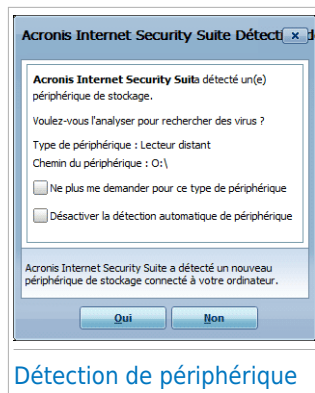 Acronis Internet Security Suite Détecti
Acronis Internet Security Suita détecté un(e)
périphérique de stockage.
Voulez-vous l'analyser pour rechercher des virus ?
Type de périphérique : Lecteur distant
Chemin du périphérique : O:\
Ne plus me demander pour ce type de périphérique
Désactiver la détection automatique de périphérique
Acronis Internet Security Suite a détecté un nouveau
périphérique de stockage connecté à votre ordinateur.
Oui Non
Détection de périphérique